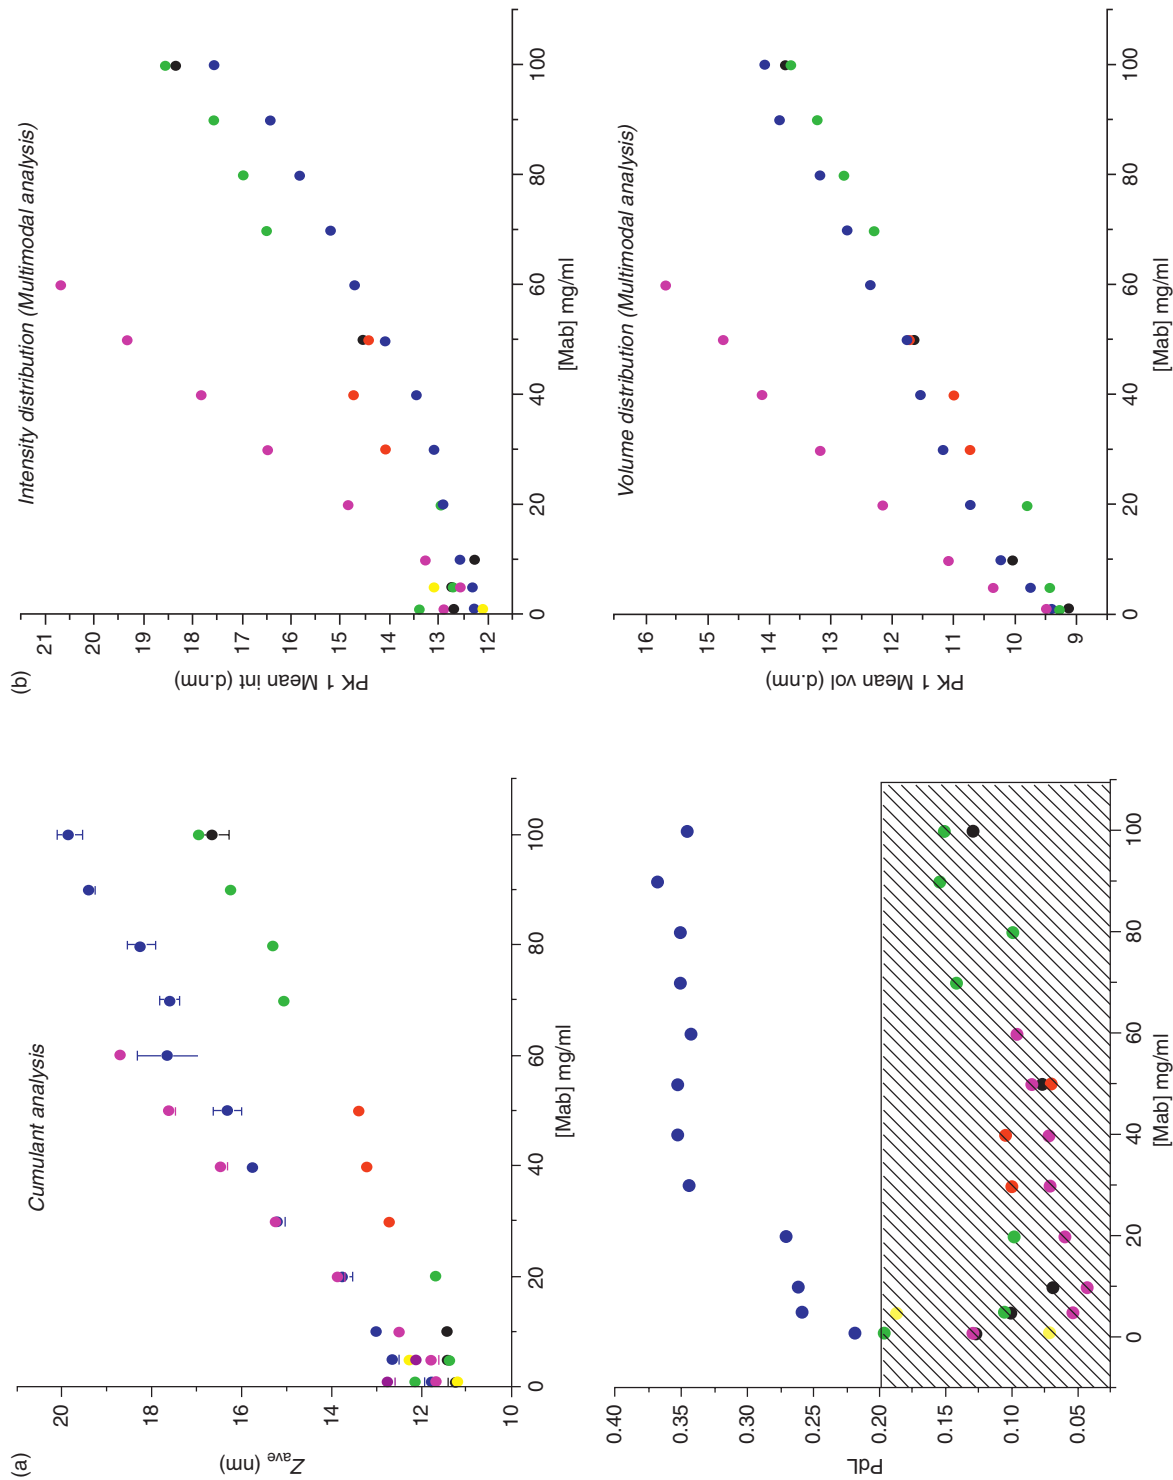 (a)
Cumulant analysis
20
18
16
14
12
10
Zave (nm)
0 20 40 60 80 100
[Mab] mg/ml
0.40
0.35
0.30
0.25
0.20
0.15
0.10
0.05
PdL
0 20 40 60 80 100
[Mab] mg/ml
(b)
Intensity distribution (Multimodal analysis)
21
20
19
18
17
16
15
14
13
12
PK 1 Mean int (d.nm)
0 20 40 60 80 100
[Mab] mg/ml
Volume distribution (Multimodal analysis)
16
15
14
13
12
11
10
9
PK 1 Mean vol (d.nm)
0 20 40 60 80 100
[Mab] mg/ml